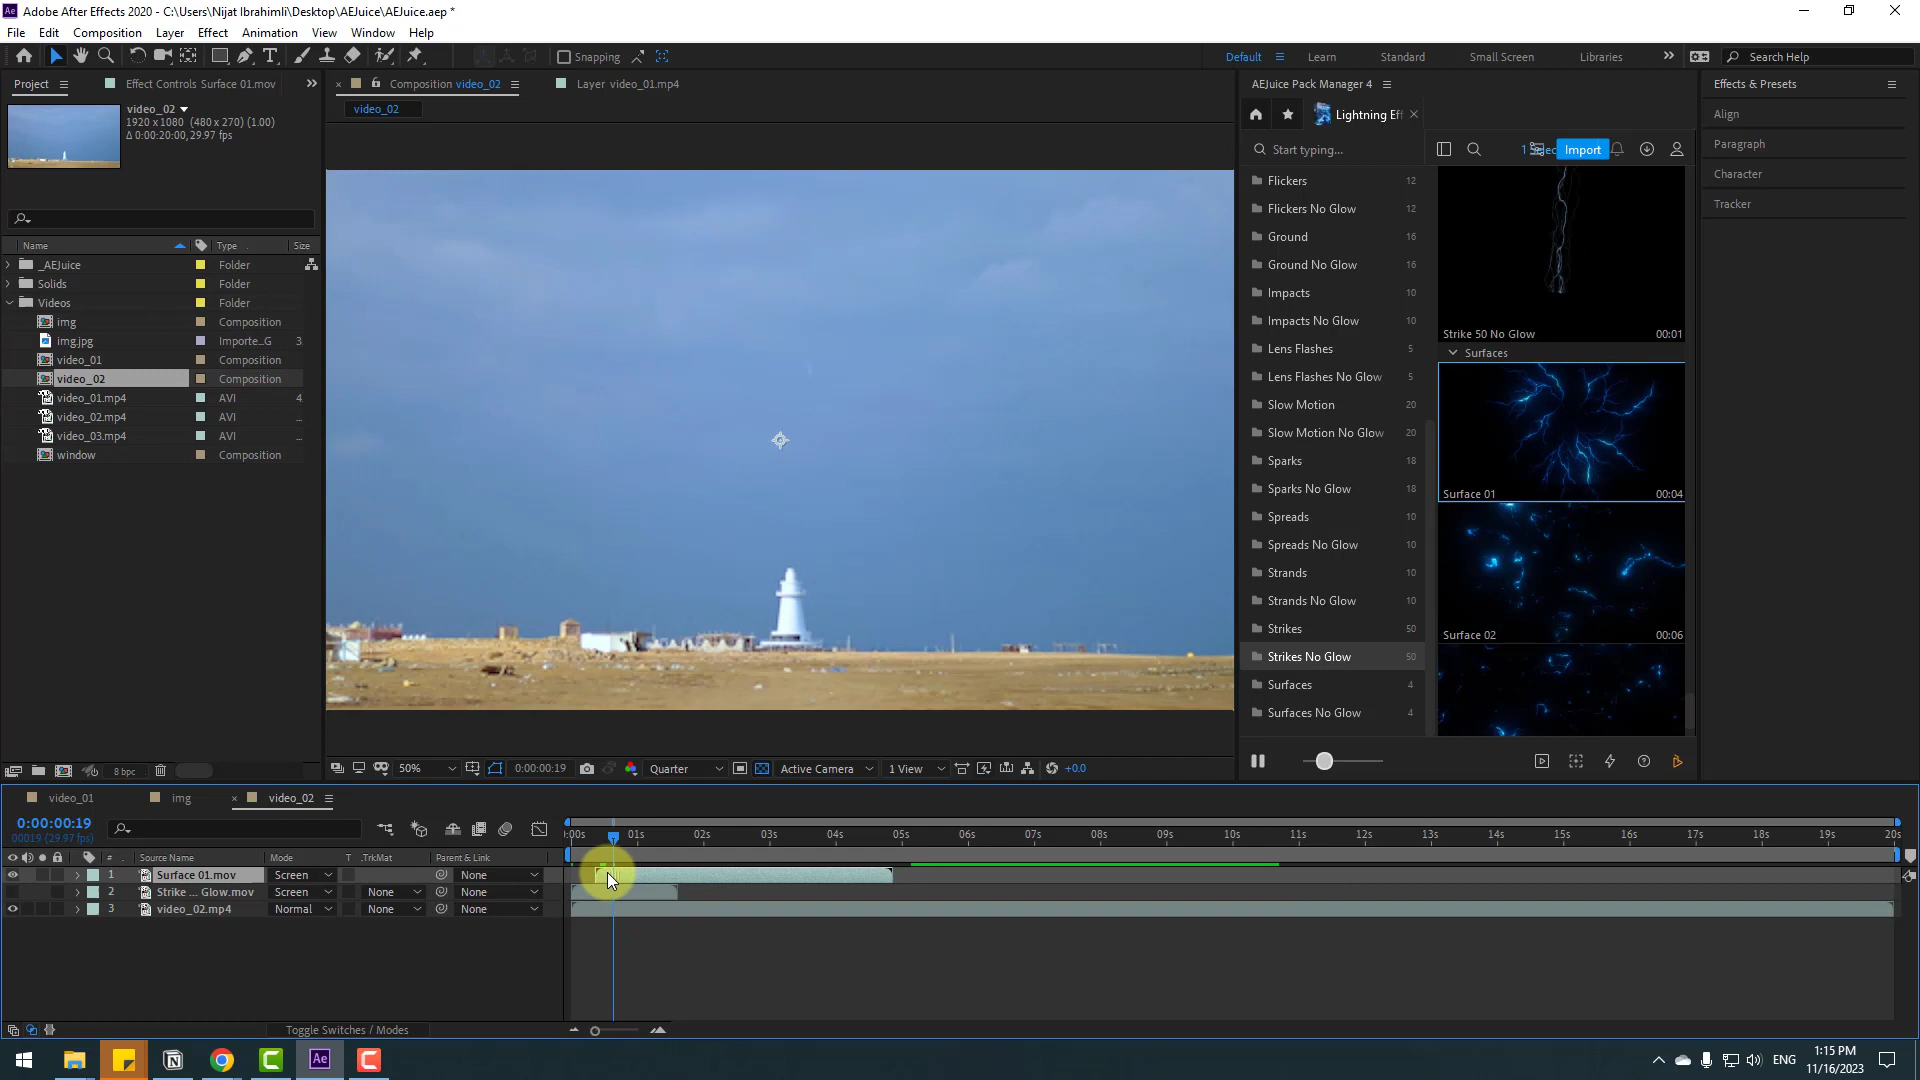 Adobe After Effects 2020 - C:\Users\Nijat Ibrahimli\Desktop\AEJuice\AEJuice.aep *
File Edit Composition Layer Effect Animation View Window Help
Snapping
Default Learn Standard Small Screen Libraries Search Help
Project Effect Controls Surface 01.mov
Composition video_02 Layer video_01.mp4
AEJuice Pack Manager 4
Effects & Presets
video_02
1920 x 1080 (480 x 270) (1.00)
Δ 0:00:20:00, 29.97 fps
video_02
Lightning Eff
Align
Start typing...
Import
Paragraph
Character
Tracker
Name Type Size
_AEJuice Folder
Solids Folder
Videos Folder
img Composition
img.jpg Importe...G 3
video_01 Composition
video_02 Composition
video_01.mp4 AVI 4
video_02.mp4 AVI ...
video_03.mp4 AVI ...
window Composition
Flickers 12
Flickers No Glow 12
Ground 16
Ground No Glow 16
Impacts 10
Impacts No Glow 10
Lens Flashes 5
Lens Flashes No Glow 5
Slow Motion 20
Slow Motion No Glow 20
Sparks 18
Sparks No Glow 18
Spreads 10
Spreads No Glow 10
Strands 10
Strands No Glow 10
Strikes 50
Strikes No Glow 50
Surfaces 4
Surfaces No Glow 4
Strike 50 No Glow 00:01
Surfaces
Surface 01 00:04
Surface 02 00:06
8 bpc
50% 0:00:00:19 Quarter Active Camera 1 View +0.0
video_01 img video_02
0:00:00:19
00019 (29.97 fps)
:00s 01s 02s 03s 04s 05s 06s 07s 08s 09s 10s 11s 12s 13s 14s 15s 16s 17s 18s 19s 20s
# Source Name Mode T .TrkMat Parent & Link
1 Surface 01.mov Screen None
2 Strike ... Glow.mov Screen None None
3 video_02.mp4 Normal None None
Toggle Switches / Modes
Ae
ENG
1:15 PM
11/16/2023